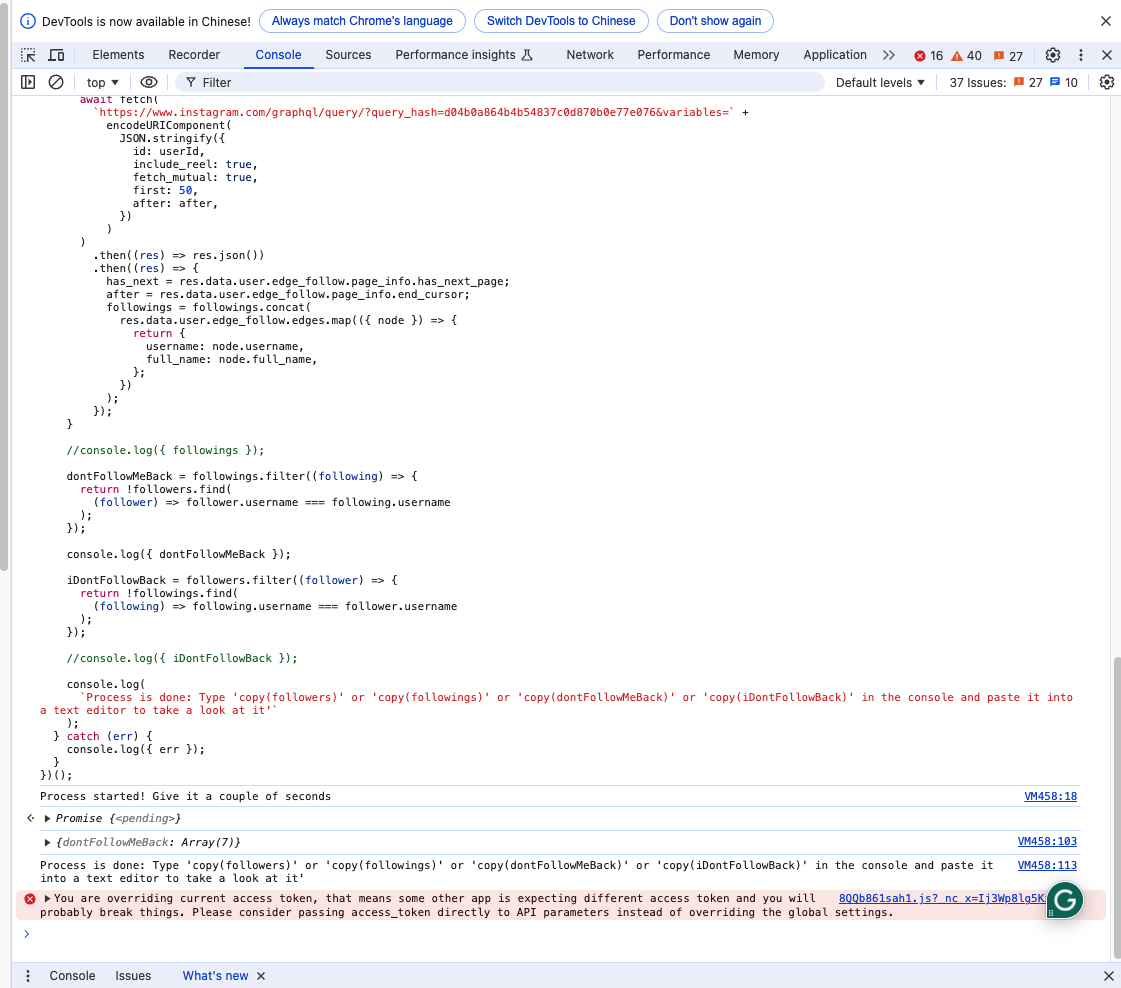 DevTools is now available in Chinese! Always match Chrome's language Switch DevTools to Chinese Don't show again
Elements Recorder Console Sources Performance insights Network Performance Memory Application 16 40 27
top Filter Default levels 37 Issues: 27 10
await fetch(
`https://www.instagram.com/graphql/query/?query_hash=d04b0a864b4b54837c0d870b0e77e076&variables=` +
encodeURIComponent(
JSON.stringify({
id: userId,
include_reel: true,
fetch_mutual: true,
first: 50,
after: after,
})
)
)
.then((res) => res.json())
.then((res) => {
has_next = res.data.user.edge_follow.page_info.has_next_page;
after = res.data.user.edge_follow.page_info.end_cursor;
followings = followings.concat(
res.data.user.edge_follow.edges.map(({ node }) => {
return {
username: node.username,
full_name: node.full_name,
};
})
);
});
}
//console.log({ followings });
dontFollowMeBack = followings.filter((following) => {
return !followers.find(
(follower) => follower.username === following.username
);
});
console.log({ dontFollowMeBack });
iDontFollowBack = followers.filter((follower) => {
return !followings.find(
(following) => following.username === follower.username
);
});
//console.log({ iDontFollowBack });
console.log(
`Process is done: Type 'copy(followers)' or 'copy(followings)' or 'copy(dontFollowMeBack)' or 'copy(iDontFollowBack)' in the console and paste it into
a text editor to take a look at it'`
);
} catch (err) {
console.log({ err });
}
})();
Process started! Give it a couple of seconds VM458:18
Promise {<pending>}
{dontFollowMeBack: Array(7)} VM458:103
Process is done: Type 'copy(followers)' or 'copy(followings)' or 'copy(dontFollowMeBack)' or 'copy(iDontFollowBack)' in the console and paste it VM458:113
into a text editor to take a look at it'
You are overriding current access token, that means some other app is expecting different access token and you will 8QQb861sah1.js?_nc_x=Ij3Wp8lg5K
probably break things. Please consider passing access_token directly to API parameters instead of overriding the global settings.
Console Issues What's new